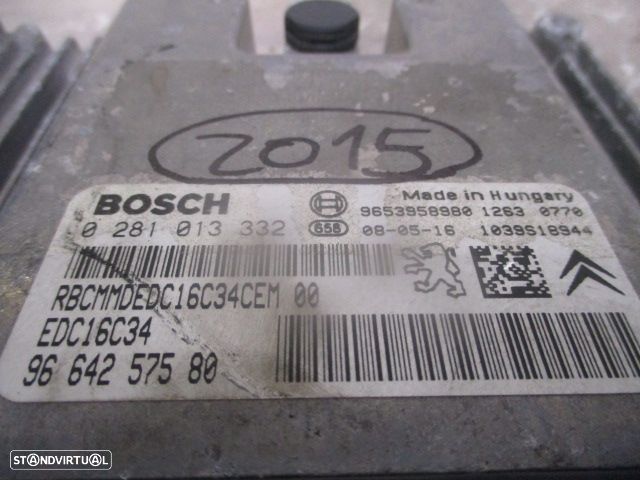 2015
BOSCH
Made in Hungary
9653958980 1263 0770
0 281 013 332 656 08-05-16 1039S18944
RBCMMDEDC16C34CEM 00
EDC16C34
96 642 575 80
STANDVIRTUAL